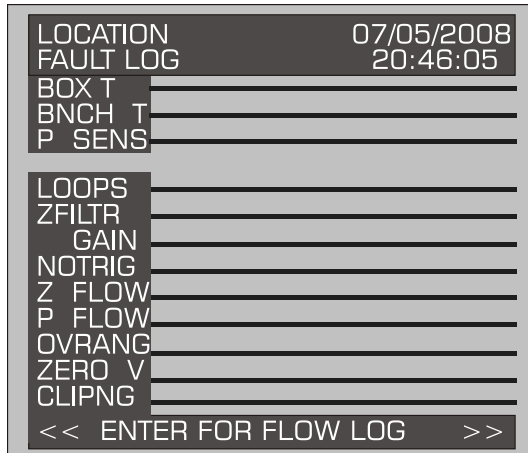 LOCATION 07/05/2008
FAULT LOG 20:46:05
BOX T
BNCH T
P SENS
LOOPS
ZFILTR
GAIN
NOTRIG
Z FLOW
P FLOW
OVRANG
ZERO V
CLIPNG
<< ENTER FOR FLOW LOG >>